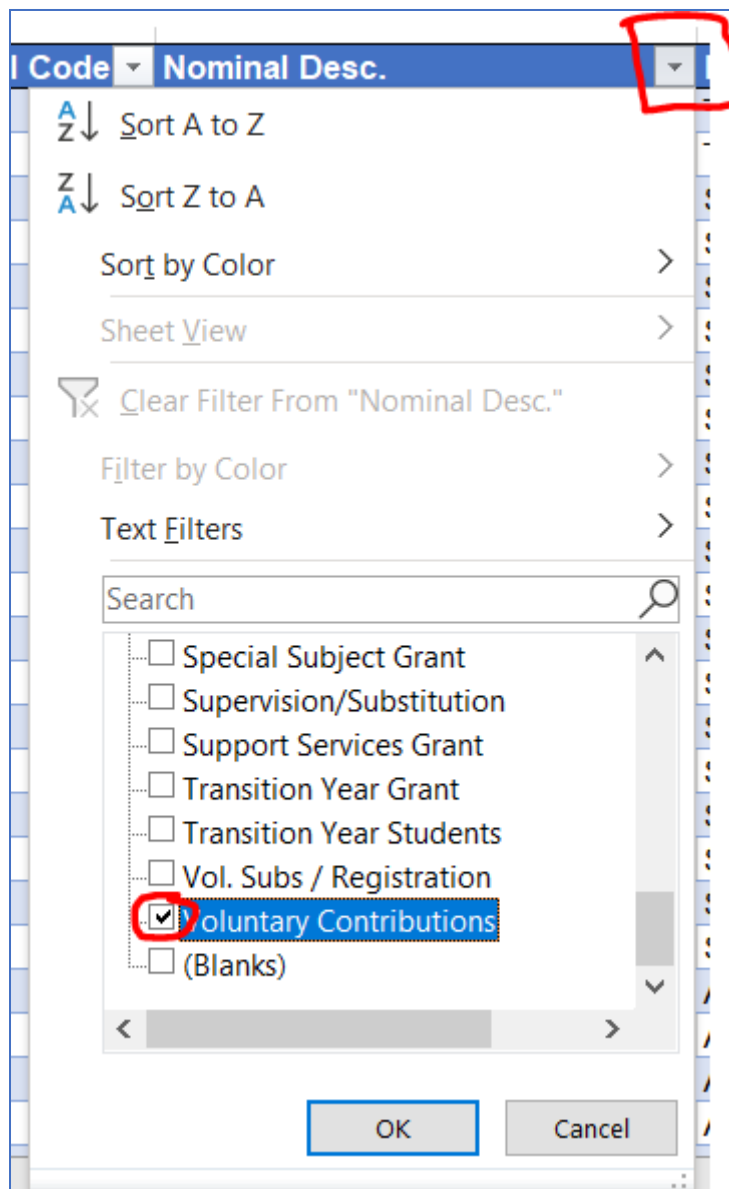 l Code Nominal Desc.
Sort A to Z
Sort Z to A
Sort by Color
Sheet View
Clear Filter From "Nominal Desc."
Filter by Color
Text Filters
Search
Special Subject Grant
Supervision/Substitution
Support Services Grant
Transition Year Grant
Transition Year Students
Vol. Subs / Registration
Voluntary Contributions
(Blanks)
OK Cancel